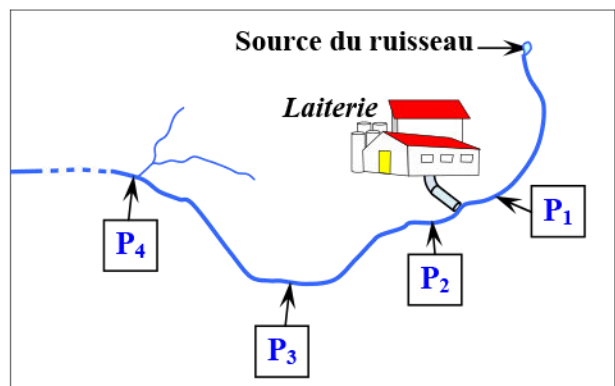 Source du ruisseau
Laiterie
P₁
P₄
P₂
P₃